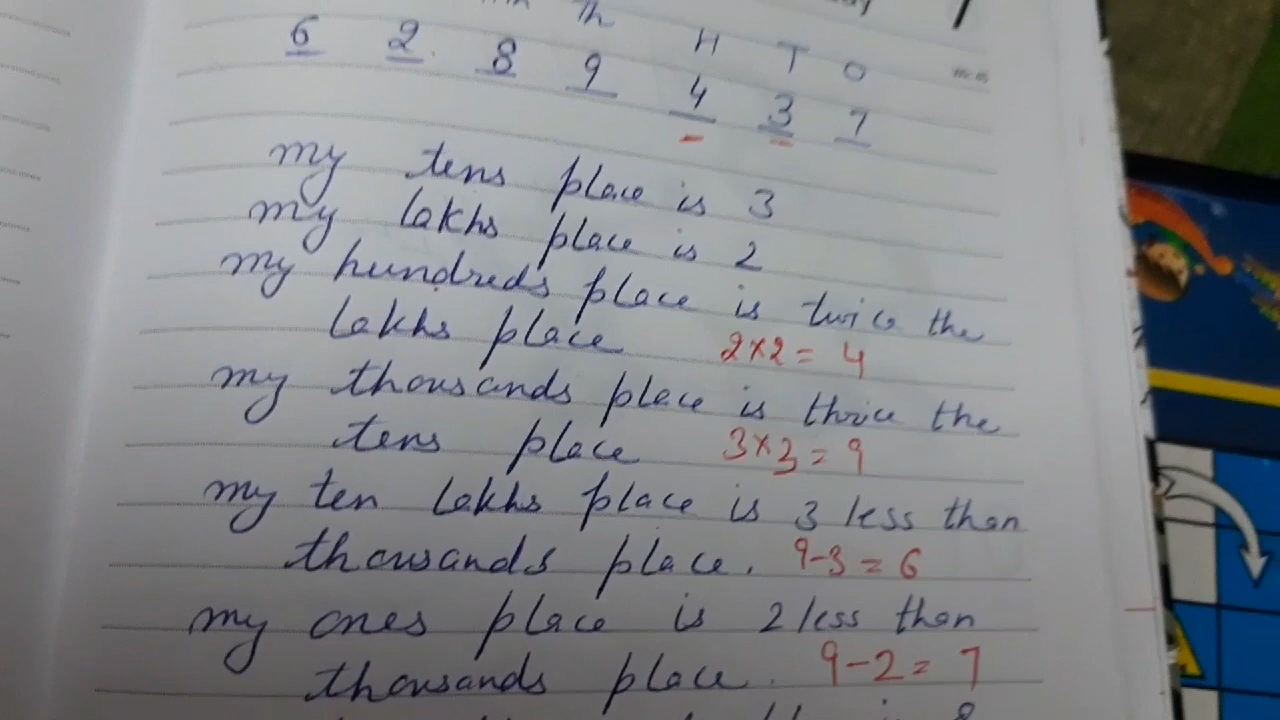 Th H T O
6 2 8 9 4 3 7
my tens place is 3
my lakhs place is 2
my hundreds place is twice the
lakhs place 2×2= 4
my thousands place is thrice the
tens place 3×3=9
my ten lakhs place is 3 less than
thousands place. 9-3=6
my ones place is 2 less than
thousands place. 9-2=7